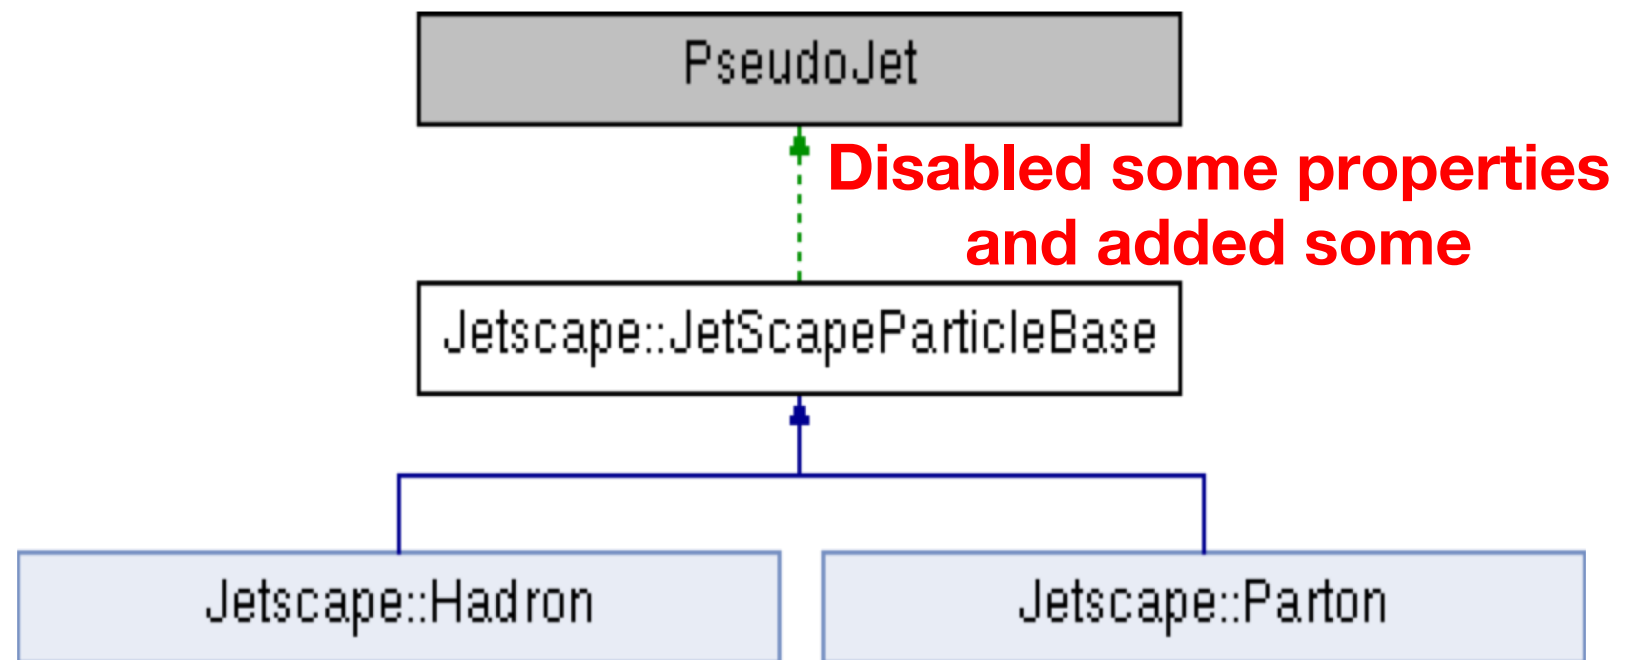 PseudoJet
Disabled some properties
and added some
Jetscape::JetScapeParticleBase
Jetscape::Hadron
Jetscape::Parton